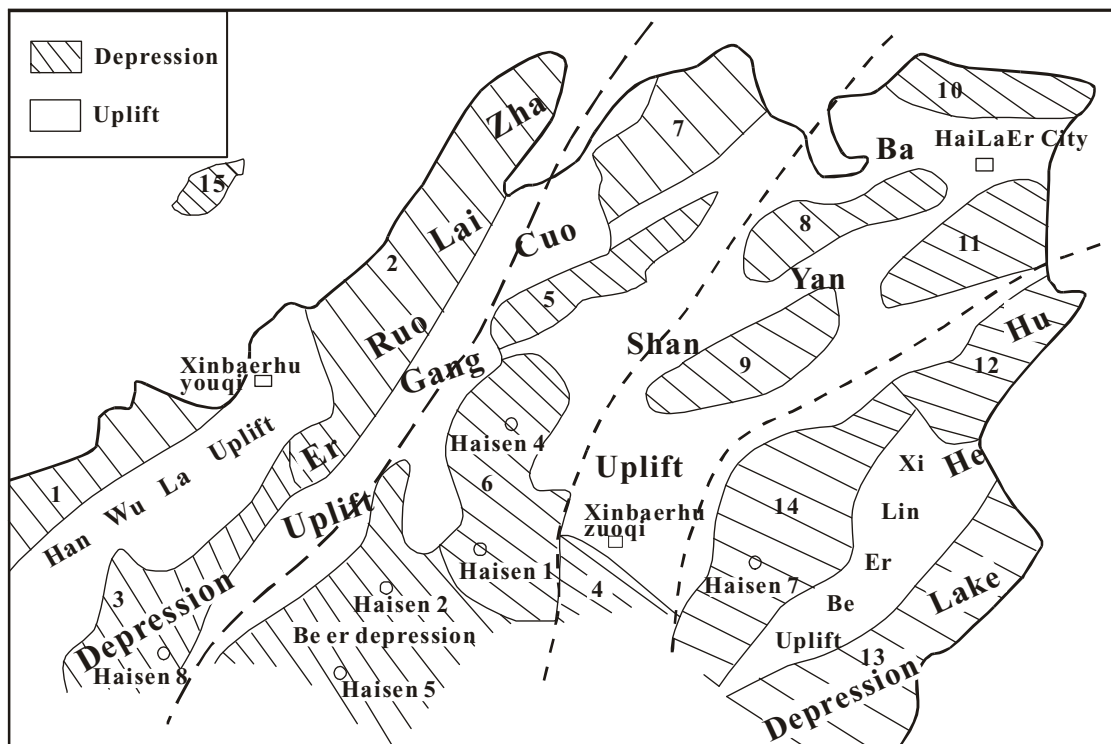 Depression
Uplift
15
Zha
Lai
2
Ruo
Er
Depression
Cuo
Gang
Uplift
7
5
10
Ba
HaiLaEr City
8
11
Yan
Shan
9
Uplift
Hu
12
He
Lake
13
Depression
Xinbaerhu
youqi
1
Han Wu La Uplift
3
Haisen 8
Haisen 4
6
Haisen 1
Haisen 2
Be er depression
Haisen 5
Xinbaerhu
zuoqi
4
14
Haisen 7
Xi
Lin
Er
Be
Uplift